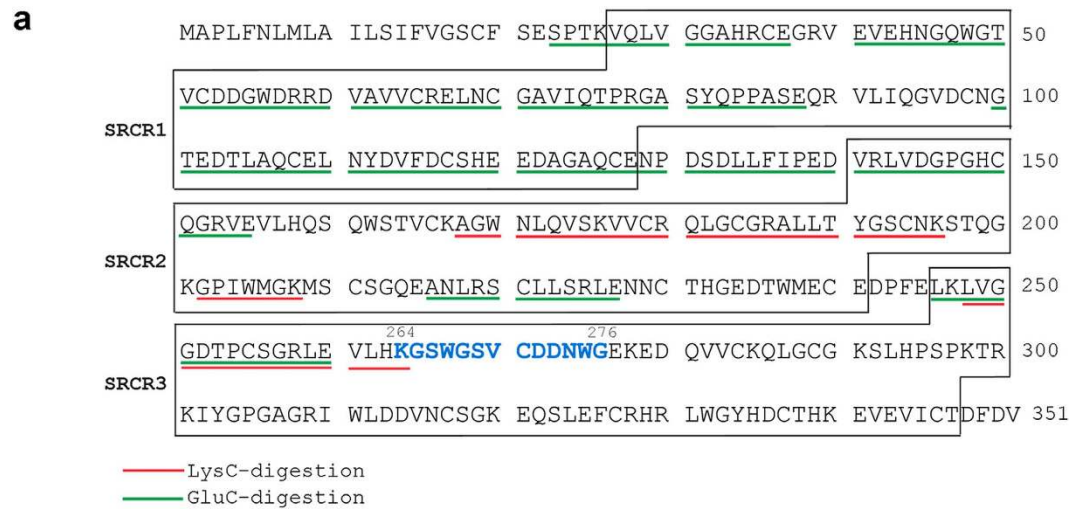 a
MAPLFNLMLA ILSIFVGSCF SESPTKVQLV GGAHRCEGRV EVEHNGQWGT 50
VCDDGWDRRD VAVVCRELNC GAVIQTPRGA SYQPPASEQR VLIQGVDCNG 100
SRCR1
TEDTLAQCEL NYDVFDCSHE EDAGAQCENP DSDLLFIPED VRLVDGPGHC 150
QGRVEVLHQS QWSTVCKAGW NLQVSKVVCR QLGCGRALLT YGSCNKSTQG 200
SRCR2
KGPIWMGKMS CSGQEANLRS CLLSRLENNC THGEDTWMEC EDPFELKLVG 250
264 276
GDTPCSGRLE VLHKGSWGSV CDDNWGEKED QVVCKQLGCG KSLHPSPKTR 300
SRCR3
KIYGPGAGRI WLDDVNCSGK EQSLEFCRHR LWGYHDCTHK EVEVICTDFDV 351
LysC-digestion
GluC-digestion